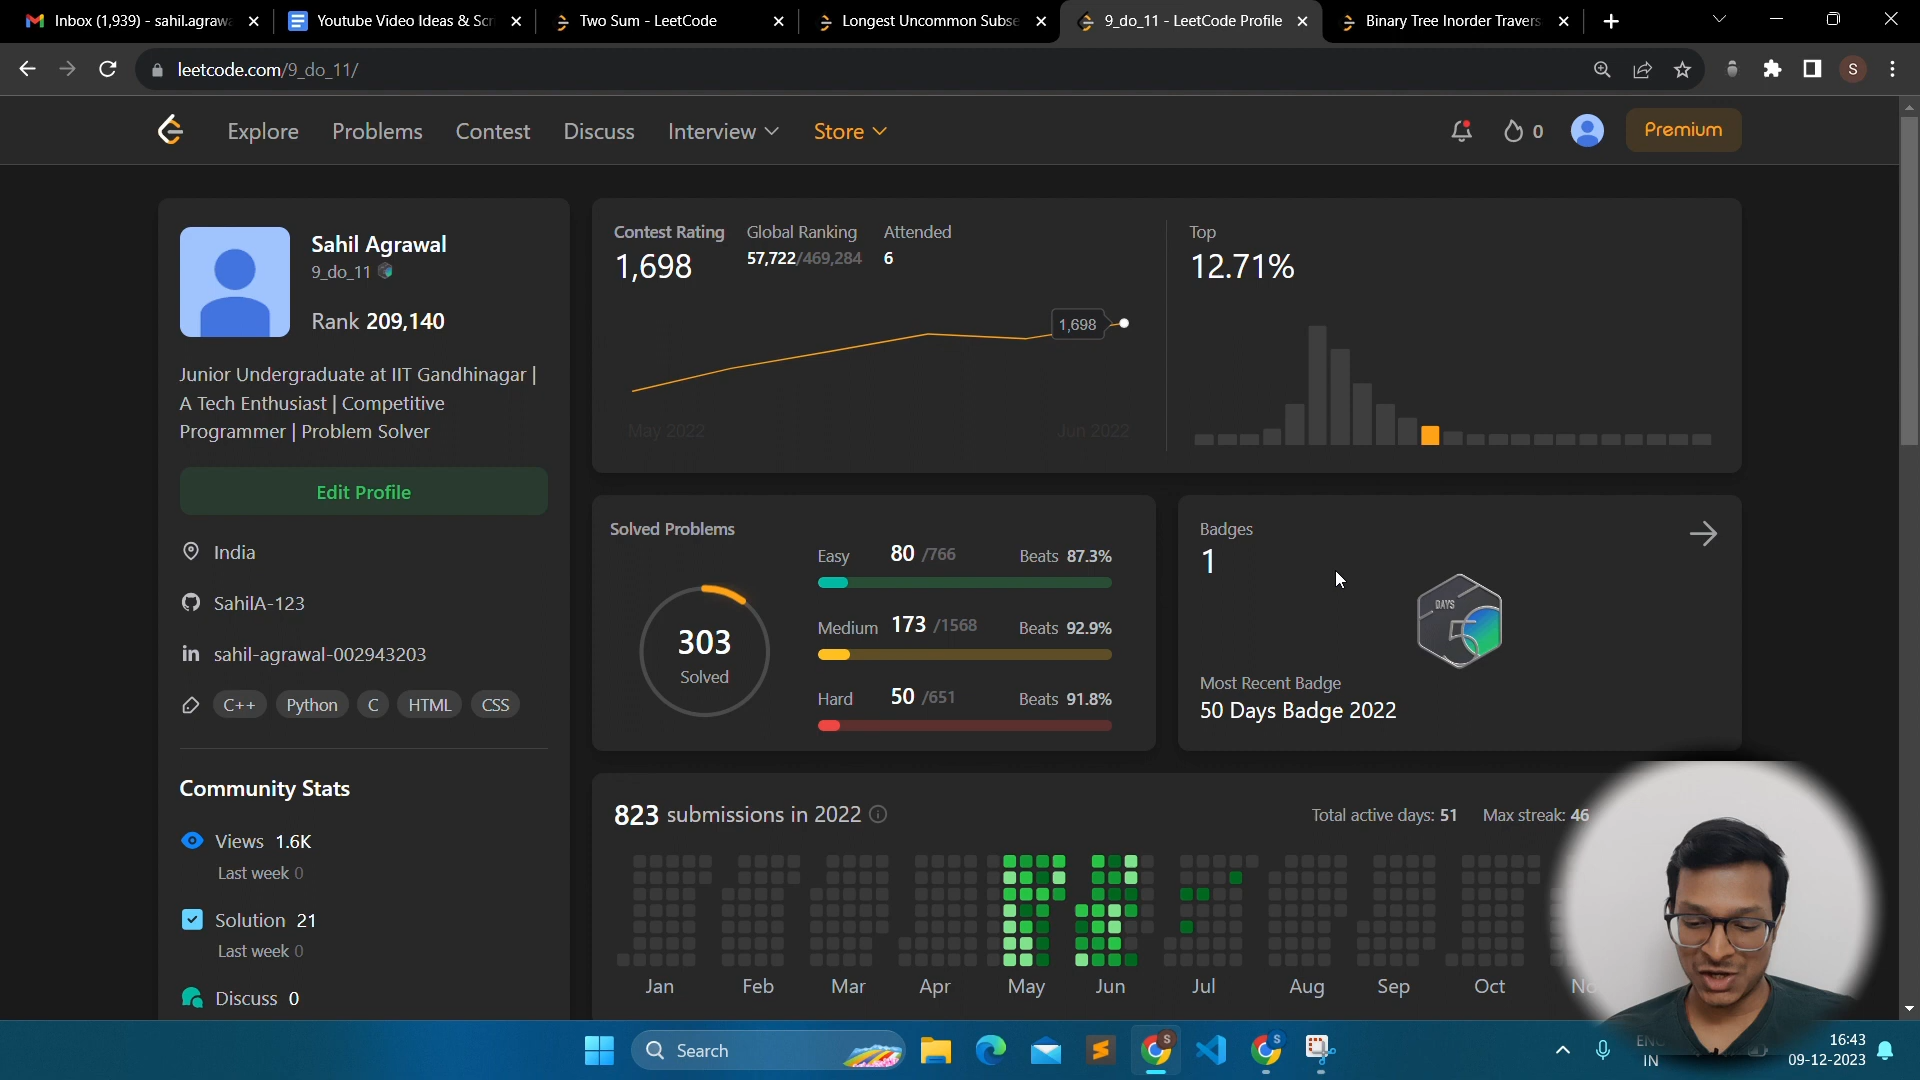 Inbox (1,939) - sahil.agrawa
Youtube Video Ideas & Scr
Two Sum - LeetCode
Longest Uncommon Subse
9_do_11 - LeetCode Profile
Binary Tree Inorder Travers
leetcode.com/9_do_11/
S
Explore
Problems
Contest
Discuss
Interview
Store
0
Premium
Sahil Agrawal
9_do_11
Rank 209,140
Junior Undergraduate at IIT Gandhinagar |
A Tech Enthusiast | Competitive
Programmer | Problem Solver
Edit Profile
India
SahilA-123
in sahil-agrawal-002943203
C++ Python C HTML CSS
Community Stats
Views 1.6K
Last week 0
Solution 21
Last week 0
Discuss 0
Contest Rating
1,698
Global Ranking
57,722/469,284
Attended
6
1,698
May 2022
Jun 2022
Top
12.71%
Solved Problems
303
Solved
Easy 80 /766 Beats 87.3%
Medium 173 /1568 Beats 92.9%
Hard 50 /651 Beats 91.8%
Badges
1
DAYS
50
Most Recent Badge
50 Days Badge 2022
823 submissions in 2022
Total active days: 51
Max streak: 46
Jan Feb Mar Apr May Jun Jul Aug Sep Oct
Search
IN
16:43
09-12-2023